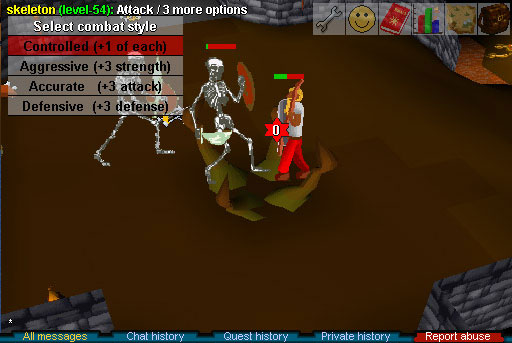 skeleton (level-54): Attack / 3 more options
Select combat style
Controlled (+1 of each)
Aggressive (+3 strength)
Accurate (+3 attack)
Defensive (+3 defense)
0
*
All messages Chat history Quest history Private history Report abuse